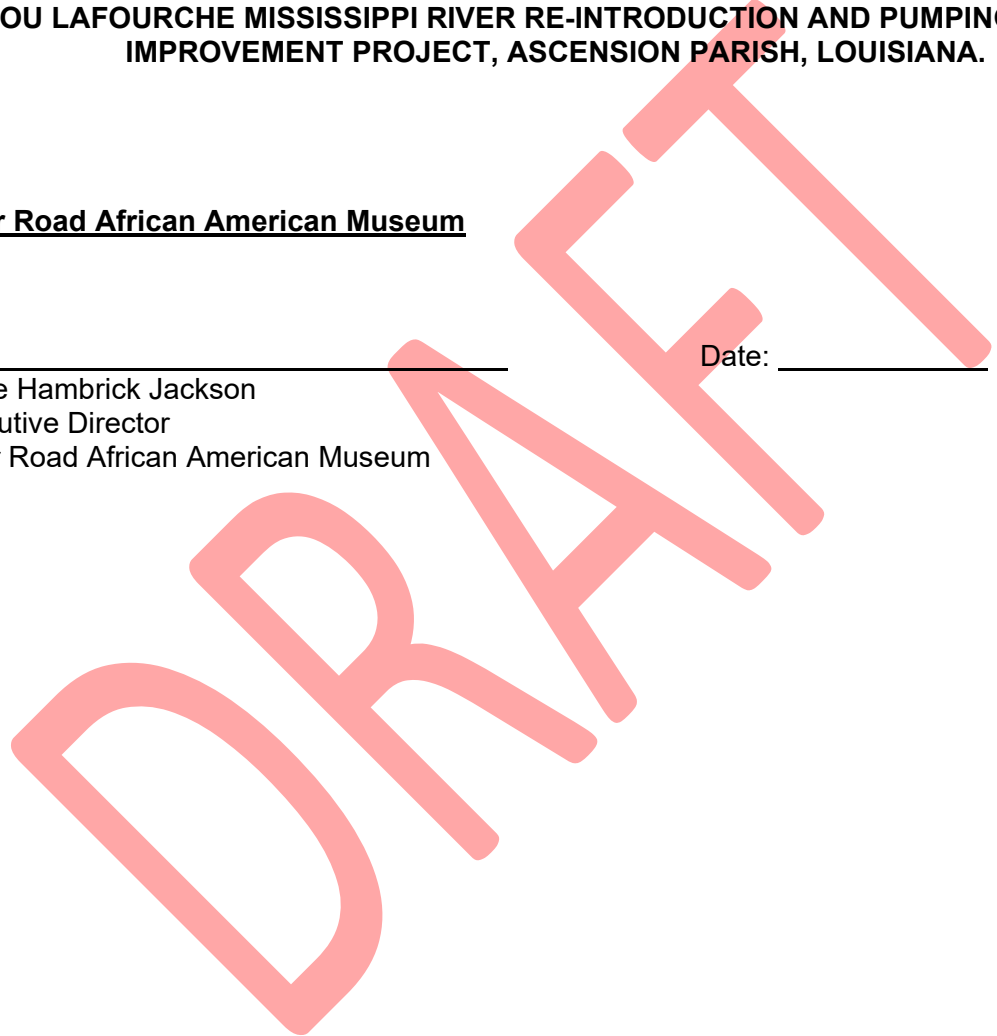 OU LAFOURCHE MISSISSIPPI RIVER RE-INTRODUCTION AND PUMPING
IMPROVEMENT PROJECT, ASCENSION PARISH, LOUISIANA.
r Road African American Museum
Date:
e Hambrick Jackson
utive Director
r Road African American Museum
DRAFT